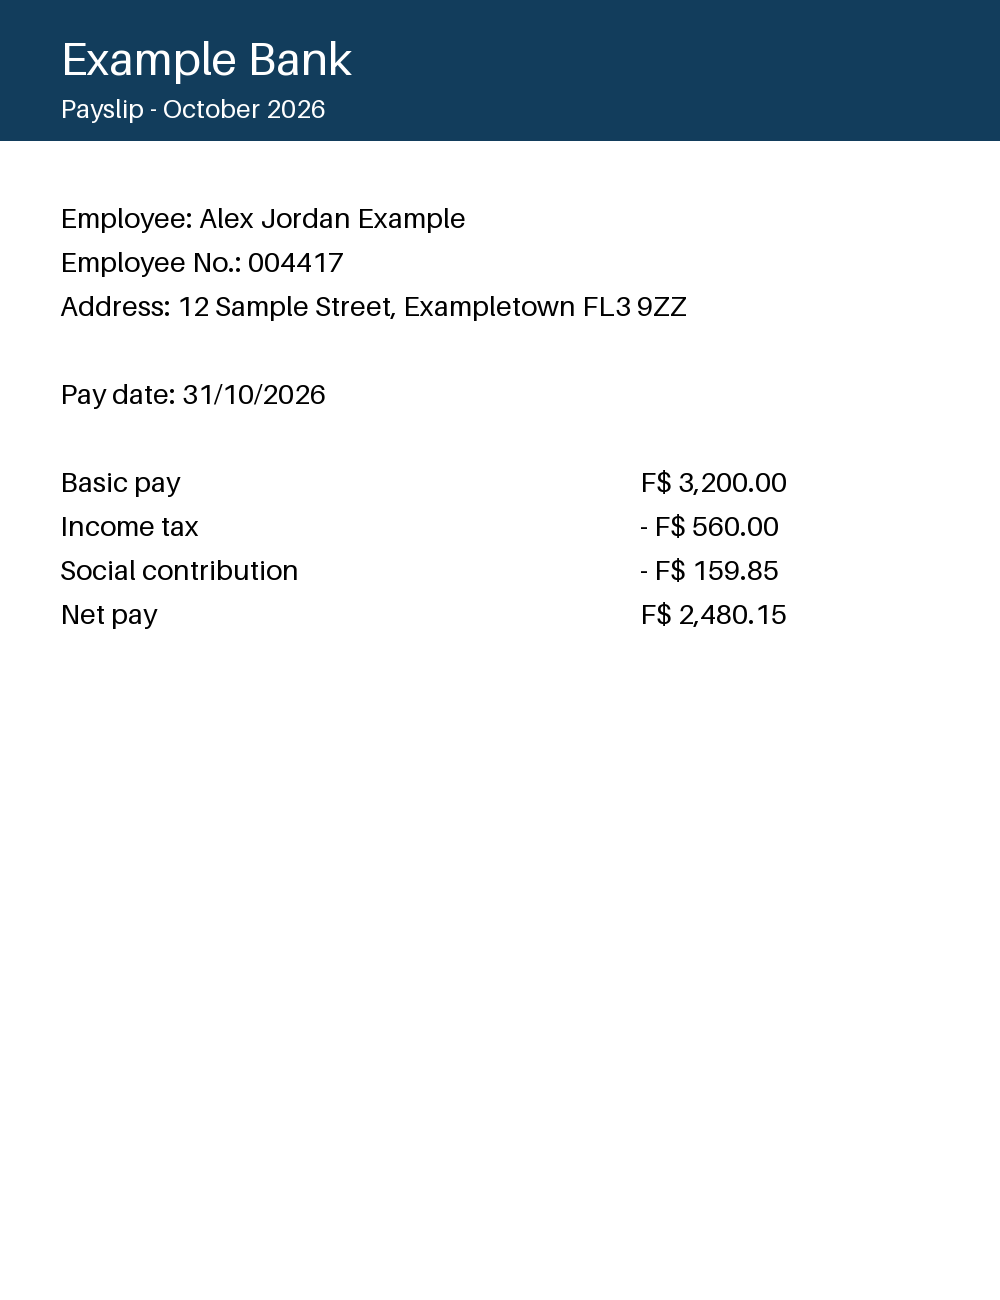 Example Bank
Payslip - October 2026
Employee: Alex Jordan Example
Employee No.: 004417
Address: 12 Sample Street, Exampletown FL3 9ZZ
Pay date: 31/10/2026
Basic pay F$ 3,200.00
Income tax - F$ 560.00
Social contribution - F$ 159.85
Net pay F$ 2,480.15